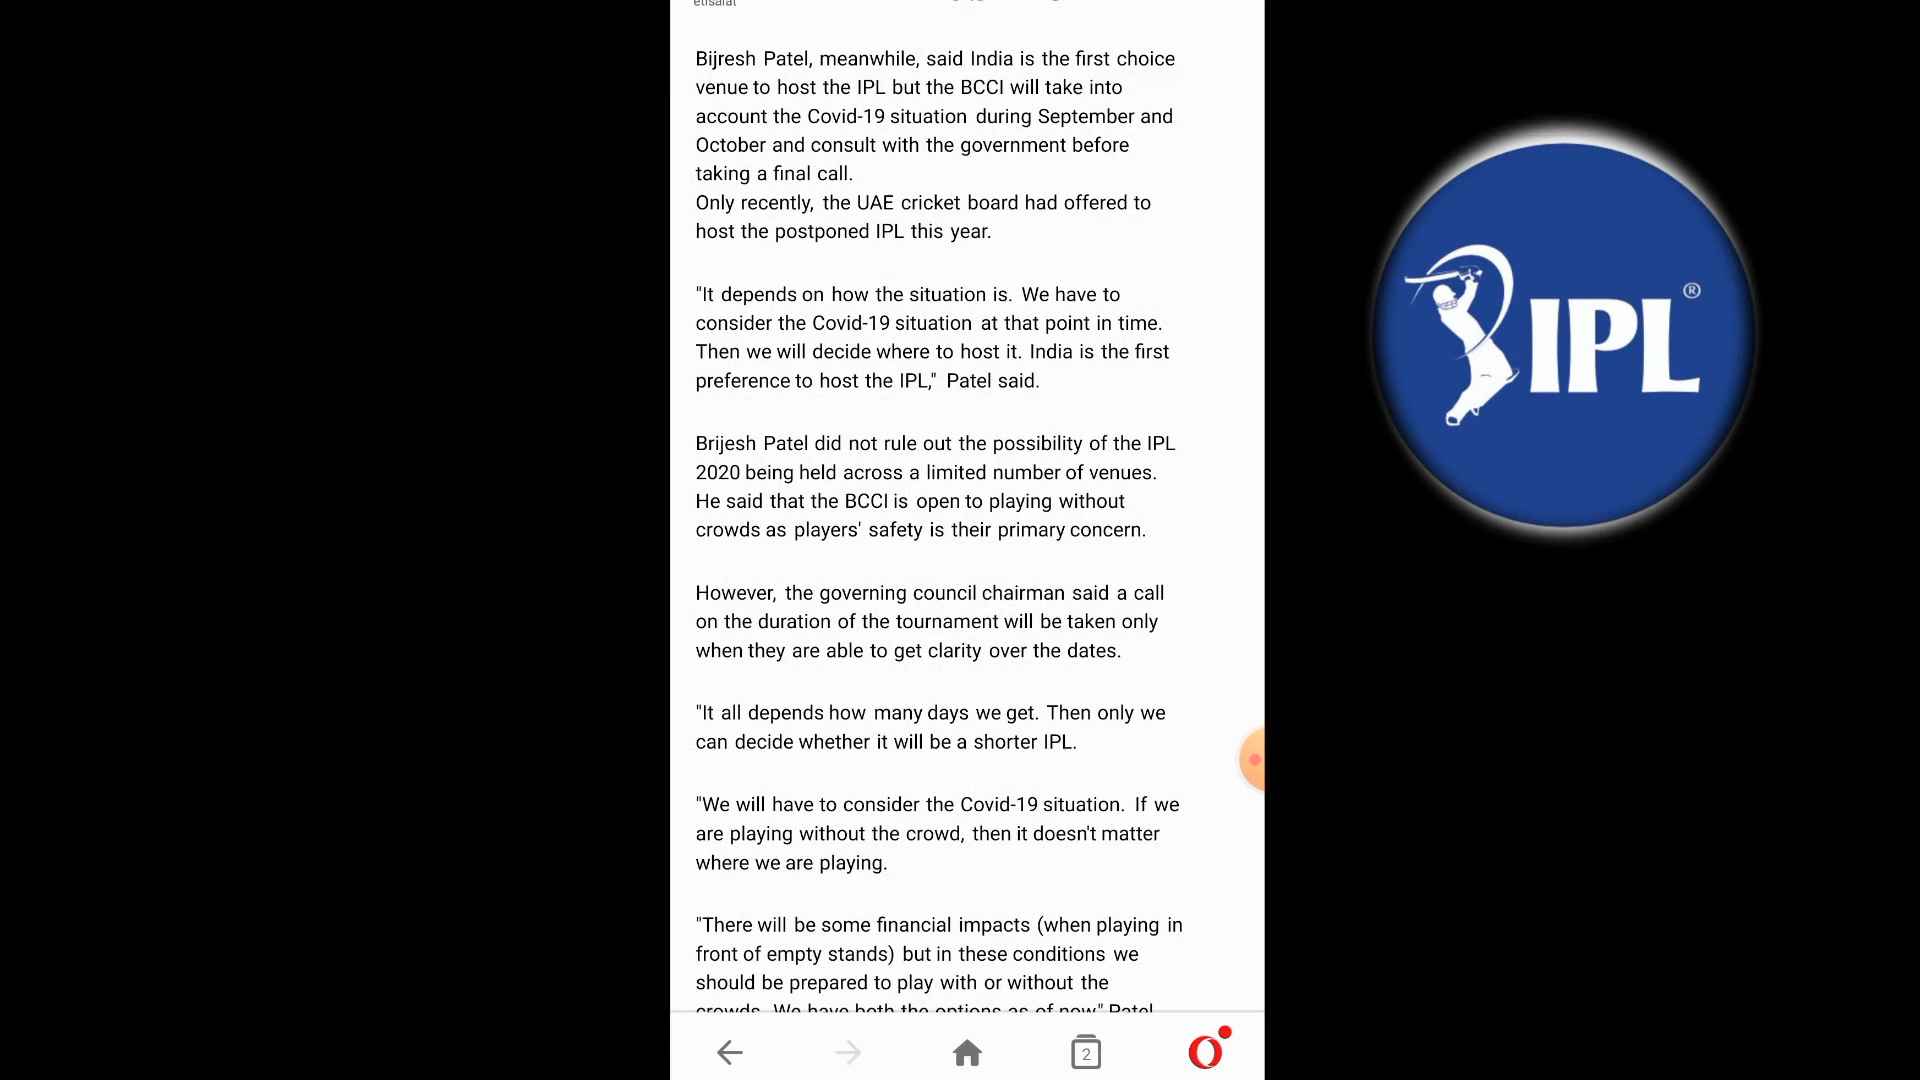 etisalat
Bijresh Patel, meanwhile, said India is the first choice
venue to host the IPL but the BCCI will take into
account the Covid-19 situation during September and
October and consult with the government before
taking a final call.
Only recently, the UAE cricket board had offered to
host the postponed IPL this year.
"It depends on how the situation is. We have to
consider the Covid-19 situation at that point in time.
Then we will decide where to host it. India is the first
preference to host the IPL," Patel said.
Brijesh Patel did not rule out the possibility of the IPL
2020 being held across a limited number of venues.
He said that the BCCI is open to playing without
crowds as players' safety is their primary concern.
However, the governing council chairman said a call
on the duration of the tournament will be taken only
when they are able to get clarity over the dates.
"It all depends how many days we get. Then only we
can decide whether it will be a shorter IPL.
"We will have to consider the Covid-19 situation. If we
are playing without the crowd, then it doesn't matter
where we are playing.
"There will be some financial impacts (when playing in
front of empty stands) but in these conditions we
should be prepared to play with or without the
crowds. We have both the options as of now," Patel
2
IPL ®